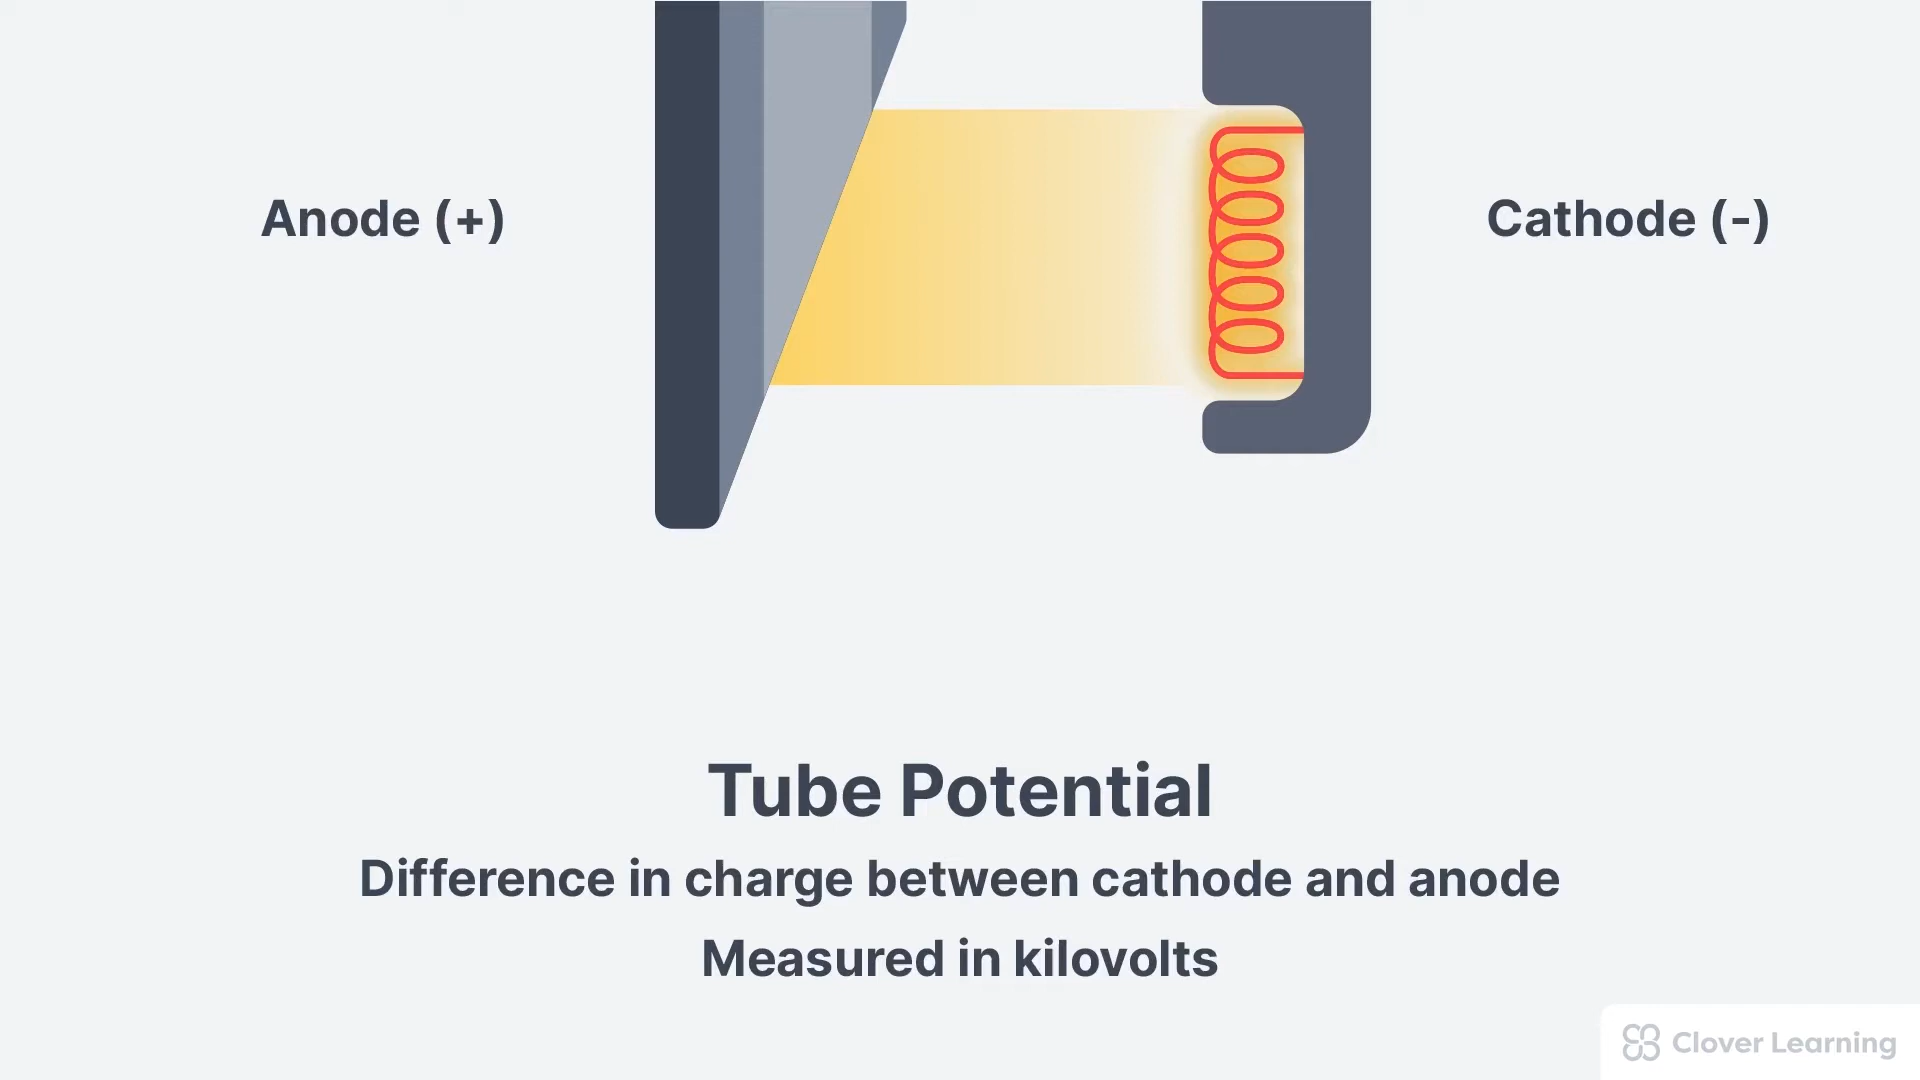 Anode (+)
Cathode (-)
Tube Potential
Difference in charge between cathode and anode
Measured in kilovolts
Clover Learning